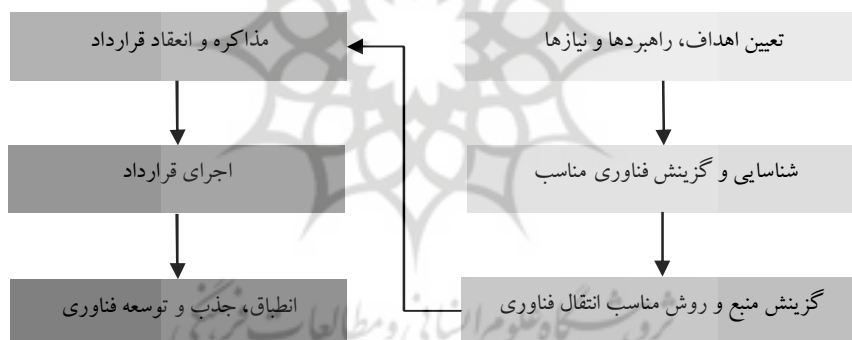 تعیین اهداف، راهبردها و نیازها
شناسایی و گزینش فناوری مناسب
گزینش منبع و روش مناسب انتقال فناوری
مذاکره و انعقاد قرارداد
اجرای قرارداد
انطباق، جذب و توسعه فناوری